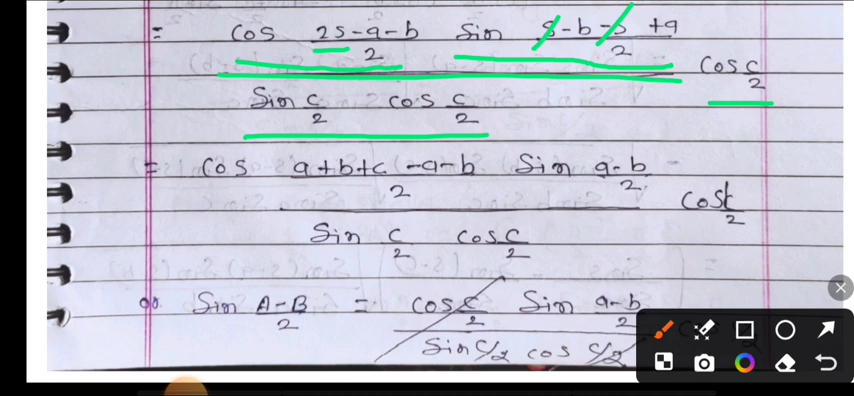 = cos 2s-a-b/2 sin s-b-s+a/2
cos c/2
sin c/2 cos c/2
= cos a+b+c-a-b/2 sin a-b/2
cos c/2
sin c/2 cos c/2
∴ sin A-B/2 = cos c/2 sin a-b/2
sin c/2 cos c/2